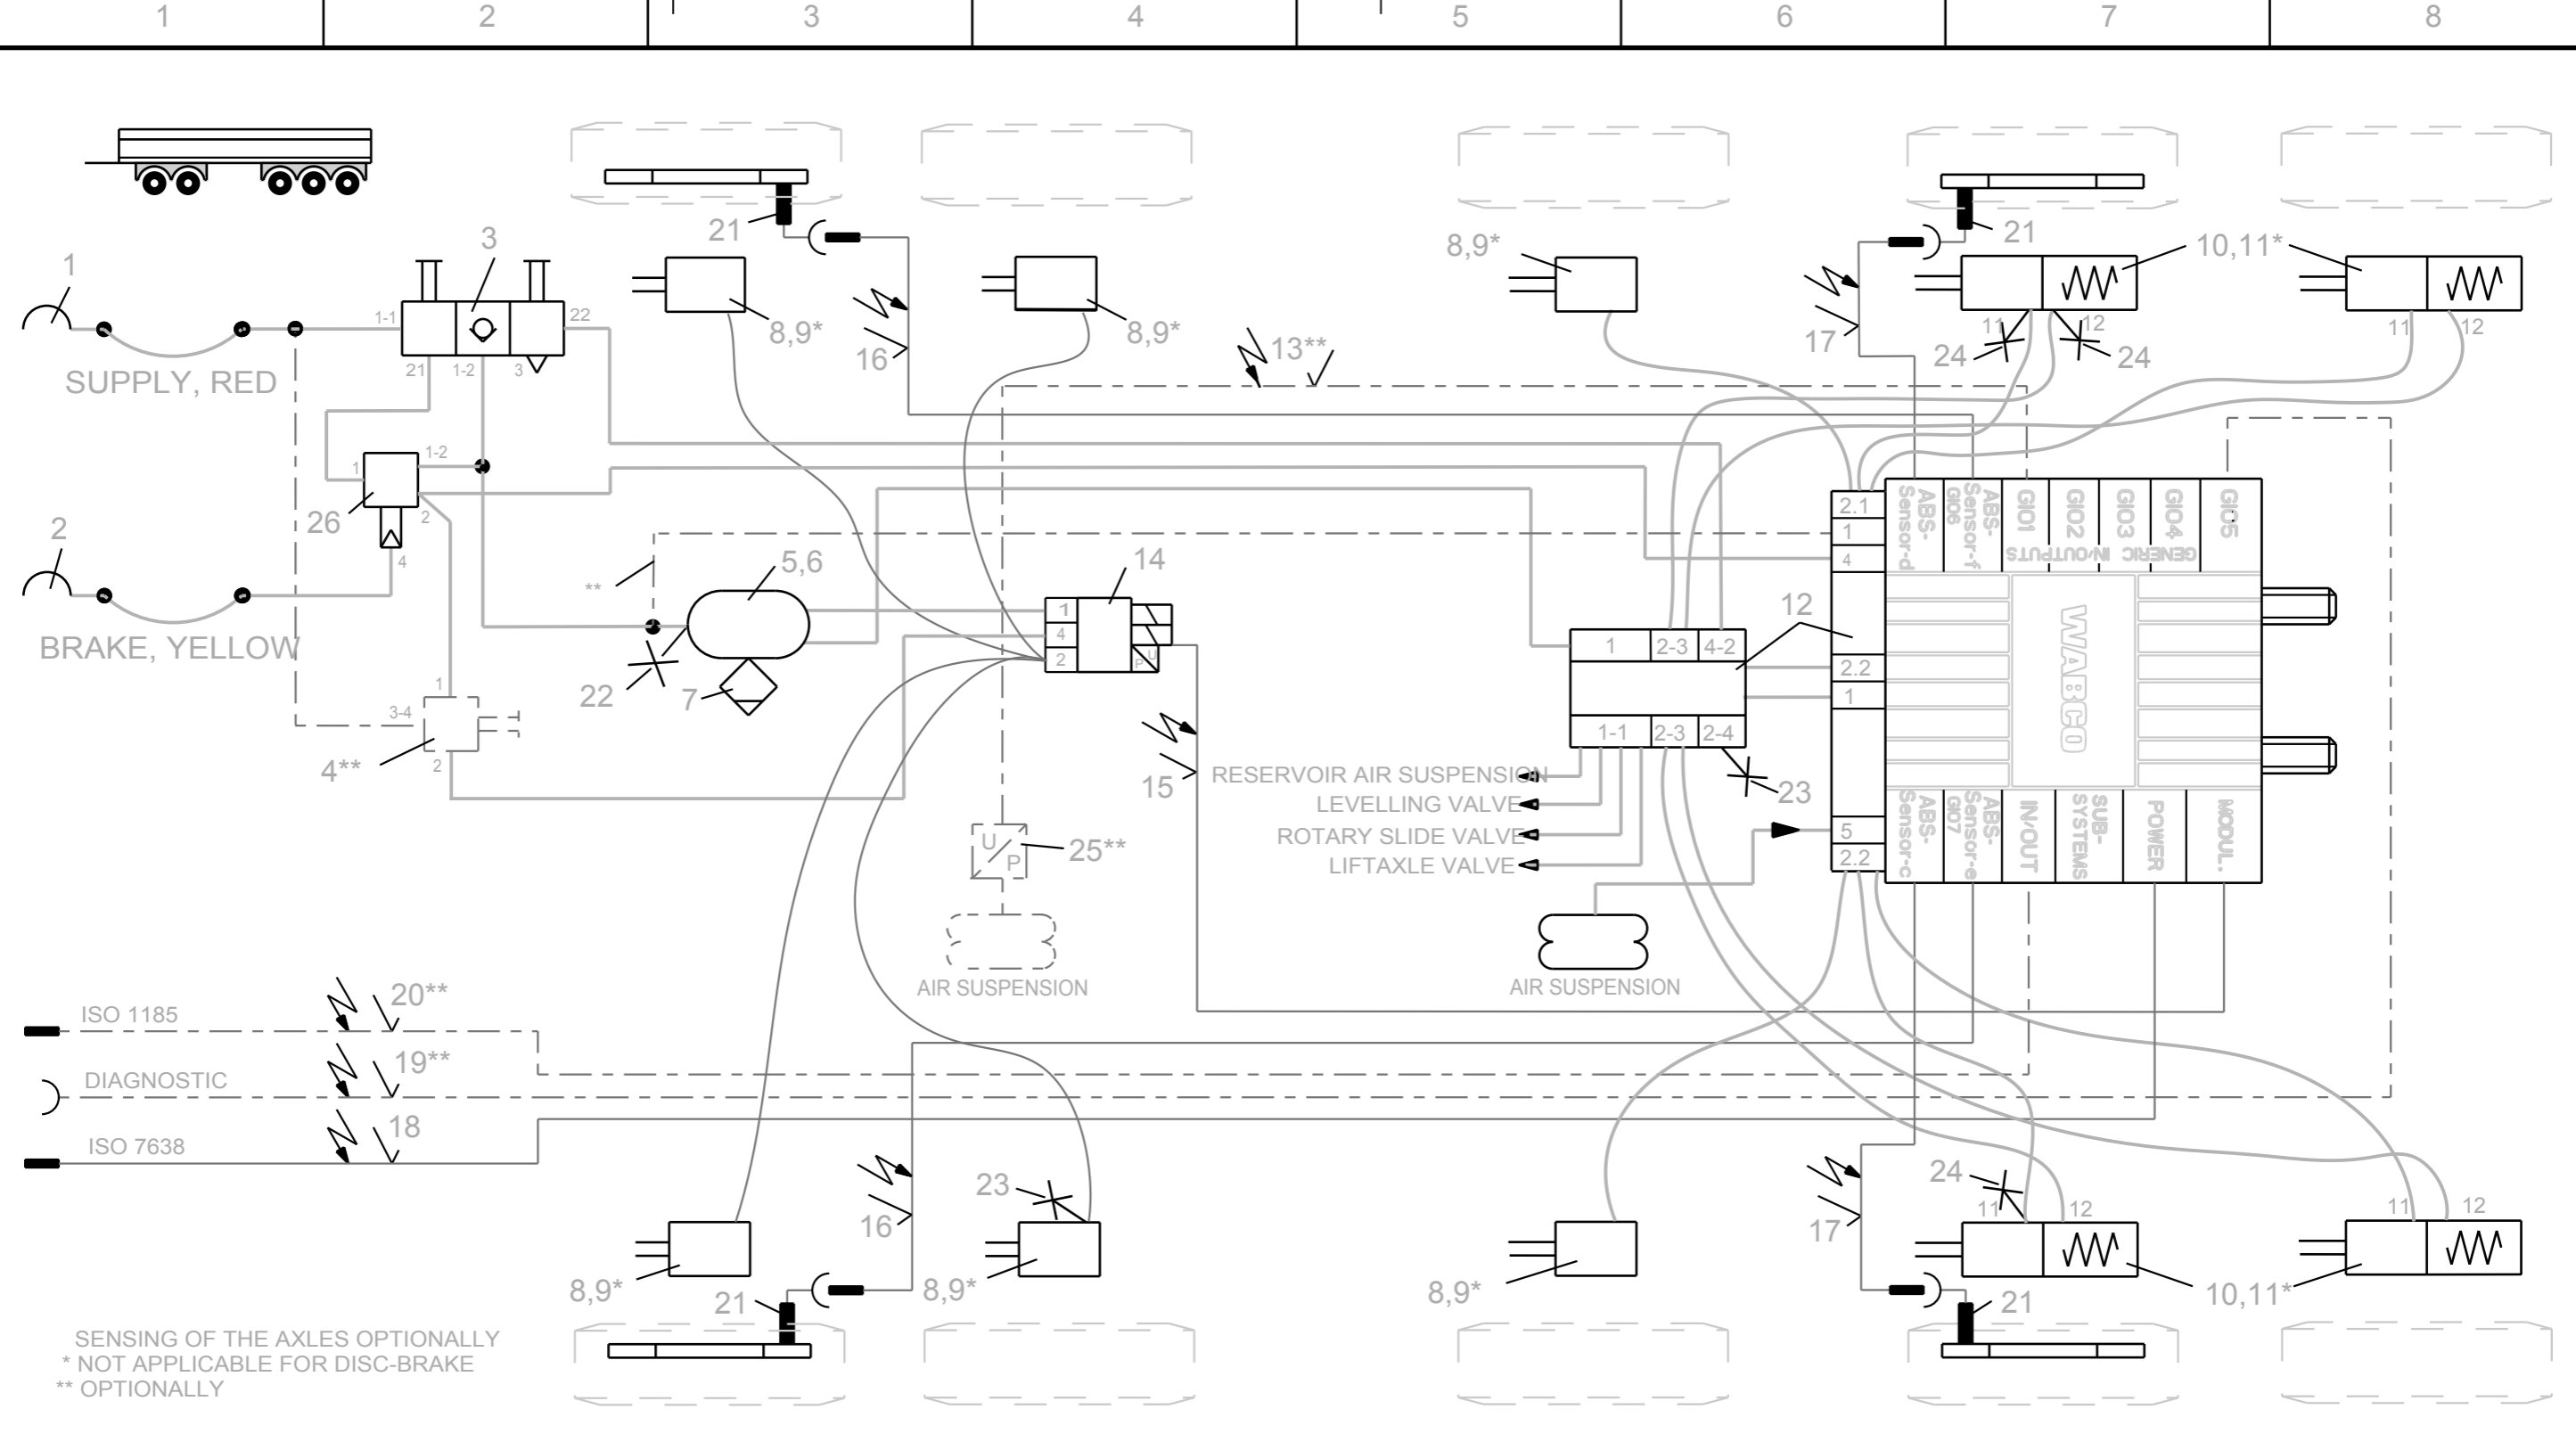 1 2 3 4 5 6 7 8
21
21
3
1
8,9*
10,11*
1-1
22
8,9*
8,9*
13**
16
17
11
12
24
24
11
12
SUPPLY, RED
21
1-2
3
1-2
1
2
26
2
4
5,6
**
14
2.1
1
4
ABS-
Sensor-d
ABS-
Sensor-f
GIO6
GIO1
GIO2
GIO3
GIO4
GIO5
GENERIC IN/OUTPUTS
BRAKE, YELLOW
1
4
2
U
P
12
1
2-3
4-2
2.2
1
WABCO
22
7
1
3-4
4**
2
15
1-1
2-3
2-4
23
RESERVOIR AIR SUSPENSION
LEVELLING VALVE
ROTARY SLIDE VALVE
LIFTAXLE VALVE
5
2.2
ABS-
Sensor-c
ABS-
Sensor-e
GIO7
IN/OUT
SUB-
SYSTEMS
POWER
MODUL.
U
P
25**
AIR SUSPENSION
AIR SUSPENSION
ISO 1185
20**
DIAGNOSTIC
19**
ISO 7638
18
23
16
24
17
11
12
11
12
8,9*
21
8,9*
8,9*
21
10,11*
SENSING OF THE AXLES OPTIONALLY
* NOT APPLICABLE FOR DISC-BRAKE
** OPTIONALLY